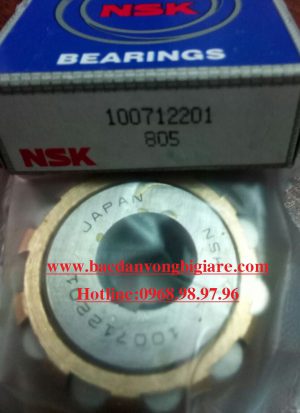 NSK
BEARINGS
100712201
805
NSK
JAPAN
NSK
100712201
www.bacdanvongbigiare.com
Hotline:0968.98.97.96